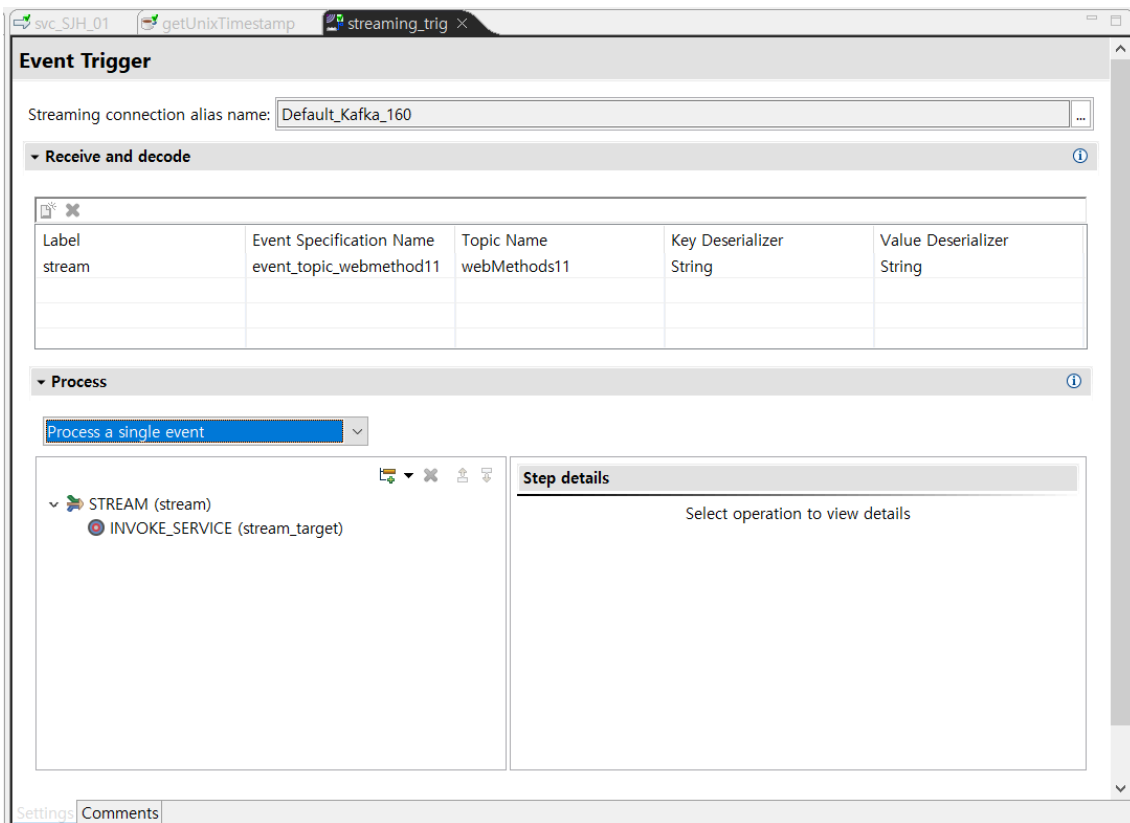 svc_SJH_01 getUnixTimestamp streaming_trig
Event Trigger
Streaming connection alias name: Default_Kafka_160 ...
Receive and decode
Label Event Specification Name Topic Name Key Deserializer Value Deserializer
stream event_topic_webmethod11 webMethods11 String String
Process
Process a single event
Step details
STREAM (stream)
Select operation to view details
INVOKE_SERVICE (stream_target)
Settings Comments